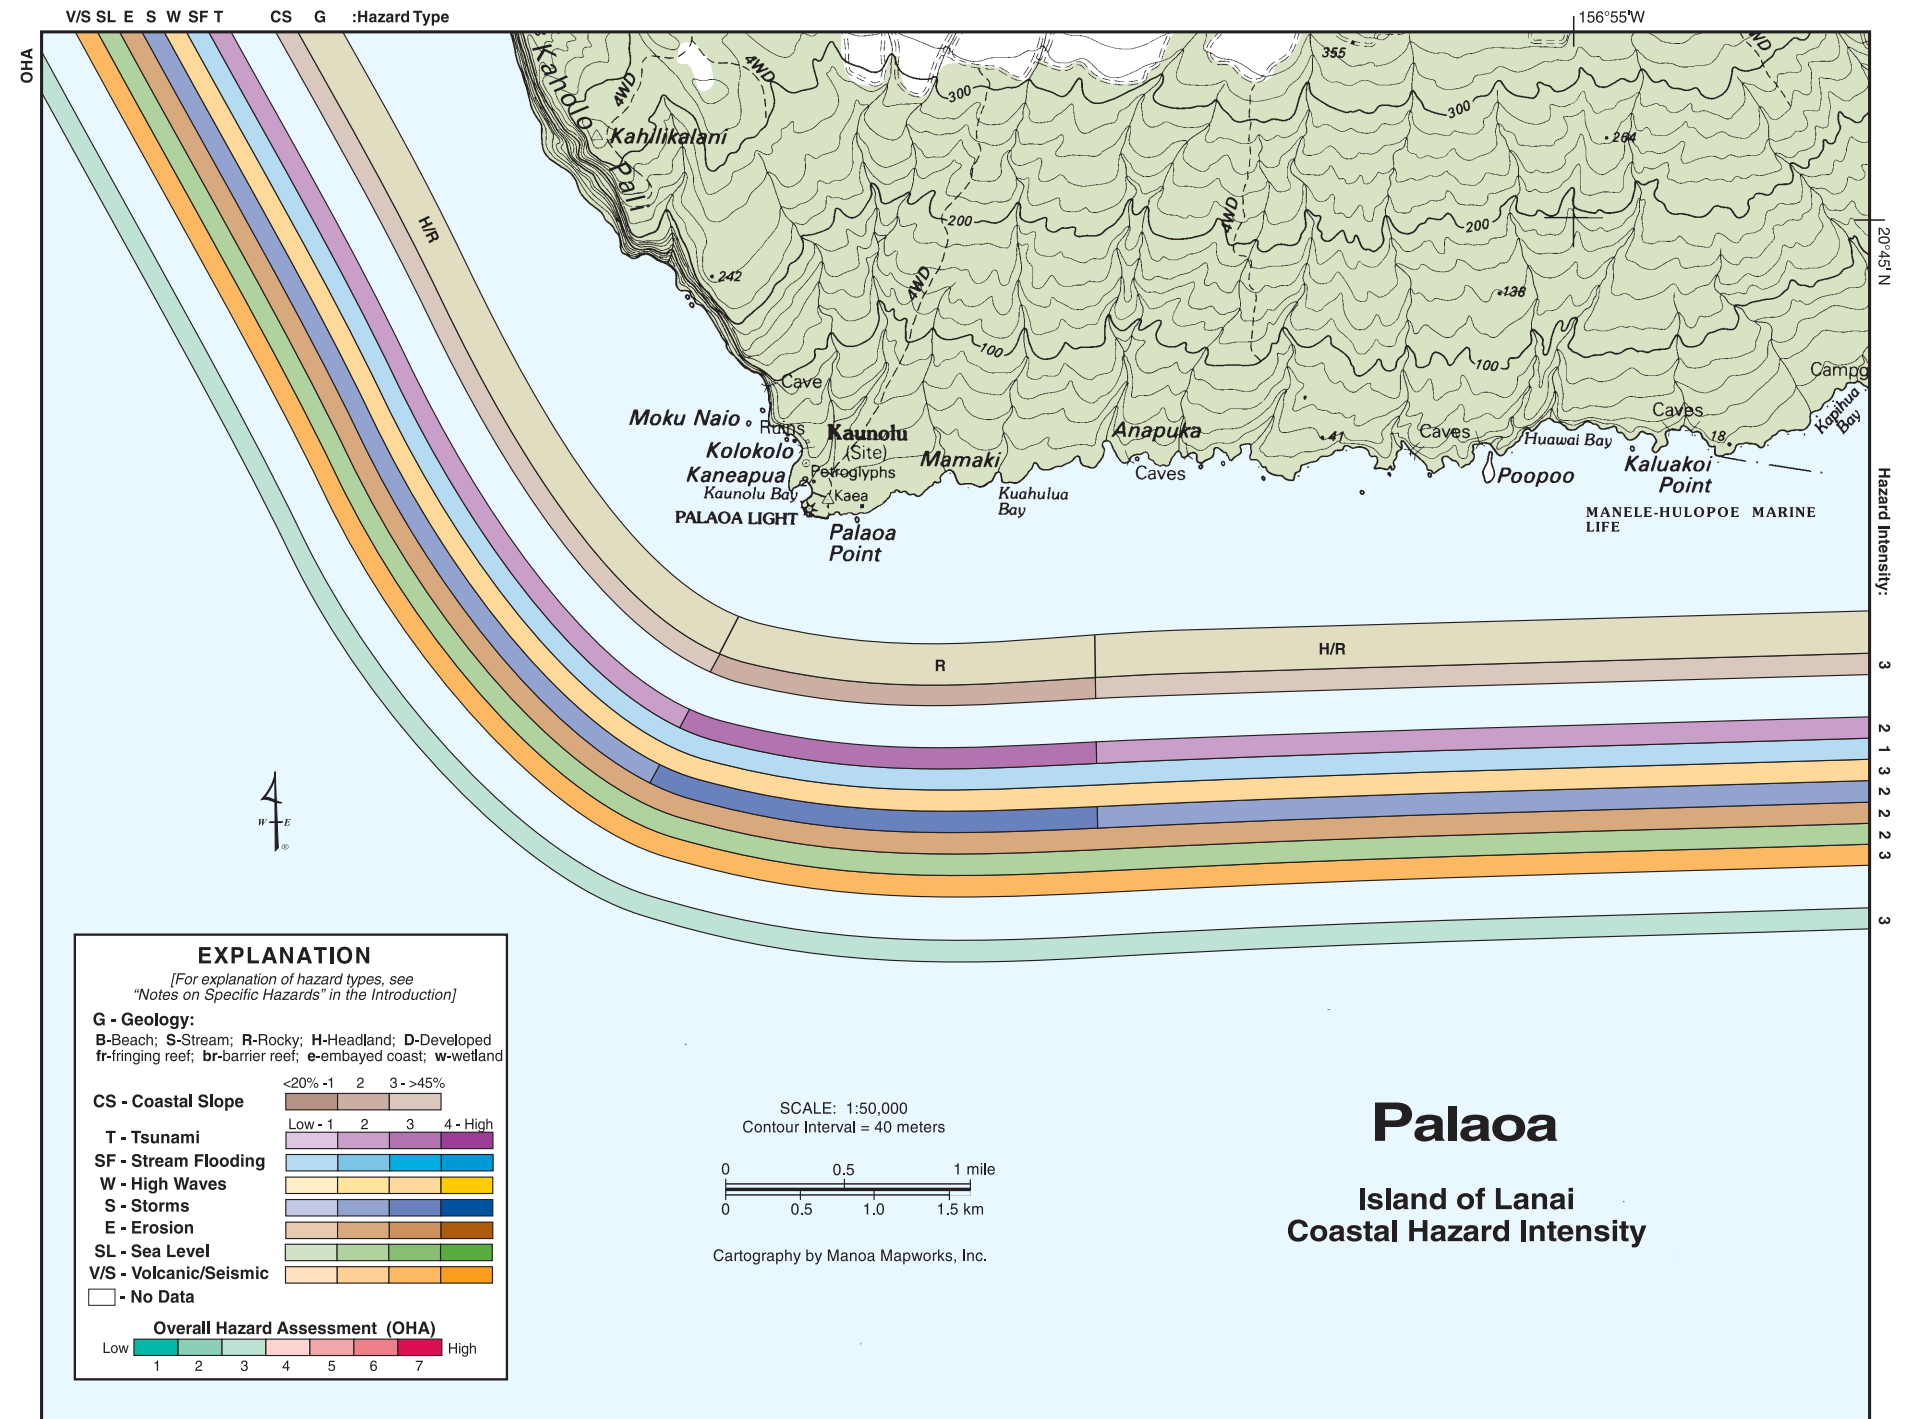 V/S SL E S W SF T CS G :Hazard Type
156°55'W
OHA
Kaholo
Pali
4WD
4WD
355
4WD
300
300
Kahilikalani
264
200
4WD
200
20°45' N
242
4WD
138
100
100
Cave
Campg
Moku Naio
Ruins
Kaunolu
(Site)
Anapuka
41
Caves
Caves
18
Kapihua
Bay
Huawai Bay
Kolokolo
Petroglyphs
Mamaki
Caves
Poopoo
Kaluakoi
Point
Kaneapua
2
Kaunolu Bay
Kaea
Kuahulua
Bay
PALAOA LIGHT
Palaoa
Point
MANELE-HULOPOE MARINE
LIFE
Hazard Intensity:
H/R
R
H/R
3
2
1
3
2
2
2
3
3
W E
®
EXPLANATION
[For explanation of hazard types, see
“Notes on Specific Hazards” in the Introduction]
G - Geology:
B-Beach; S-Stream; R-Rocky; H-Headland; D-Developed
fr-fringing reef; br-barrier reef; e-embayed coast; w-wetland
<20% -1 2 3 - >45%
CS - Coastal Slope
Low - 1 2 3 4 - High
T - Tsunami
SF - Stream Flooding
W - High Waves
S - Storms
E - Erosion
SL - Sea Level
V/S - Volcanic/Seismic
- No Data
Overall Hazard Assessment (OHA)
Low High
1 2 3 4 5 6 7
SCALE: 1:50,000
Contour Interval = 40 meters
0 0.5 1 mile
0 0.5 1.0 1.5 km
Cartography by Manoa Mapworks, Inc.
Palaoa
Island of Lanai
Coastal Hazard Intensity